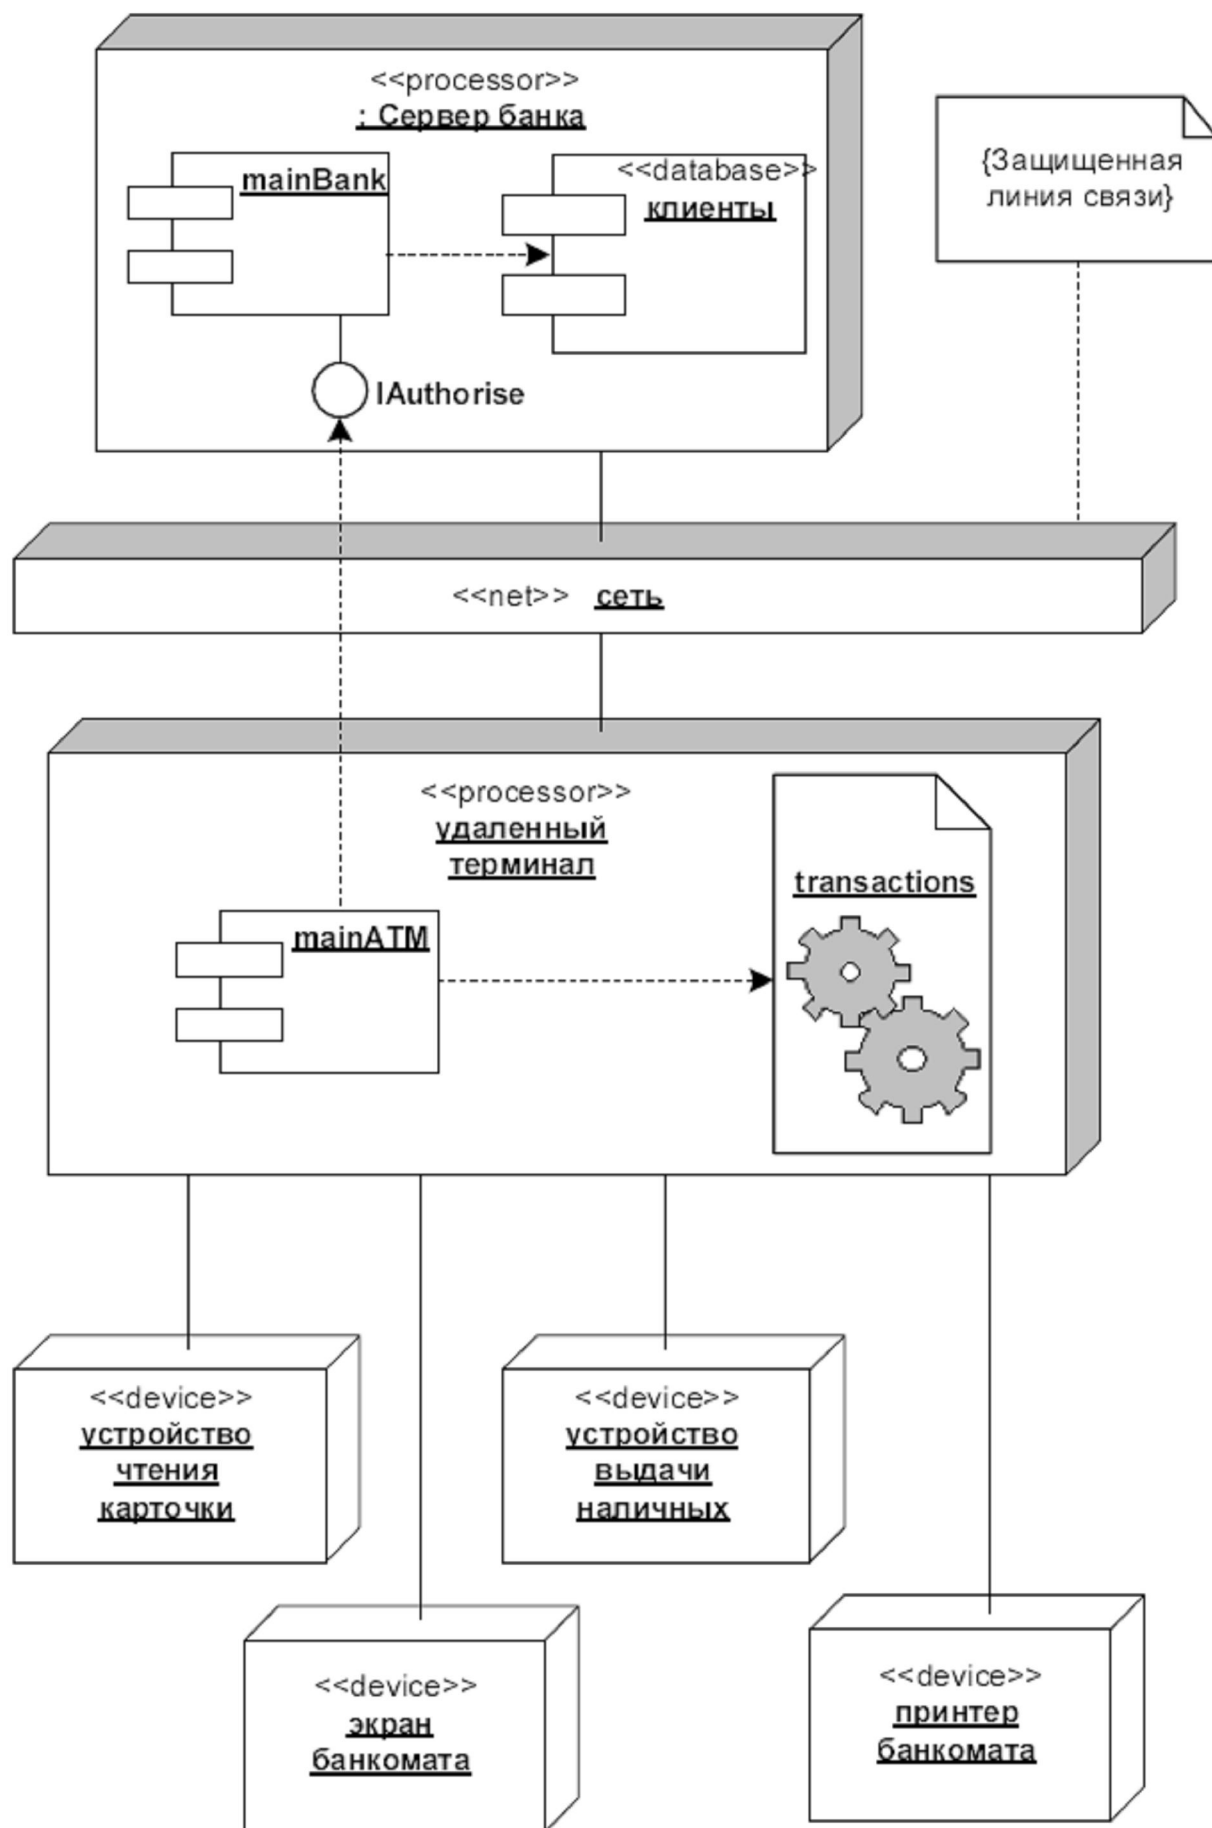 <<processor>>
: Сервер банка
mainBank
<<database>>
клиенты
{Защищенная
линия связи}
IAuthorise
<<net>> сеть
<<processor>>
удаленный
терминал
transactions
mainATM
<<device>>
устройство
чтения
карточки
<<device>>
устройство
выдачи
наличных
<<device>>
экран
банкомата
<<device>>
принтер
банкомата